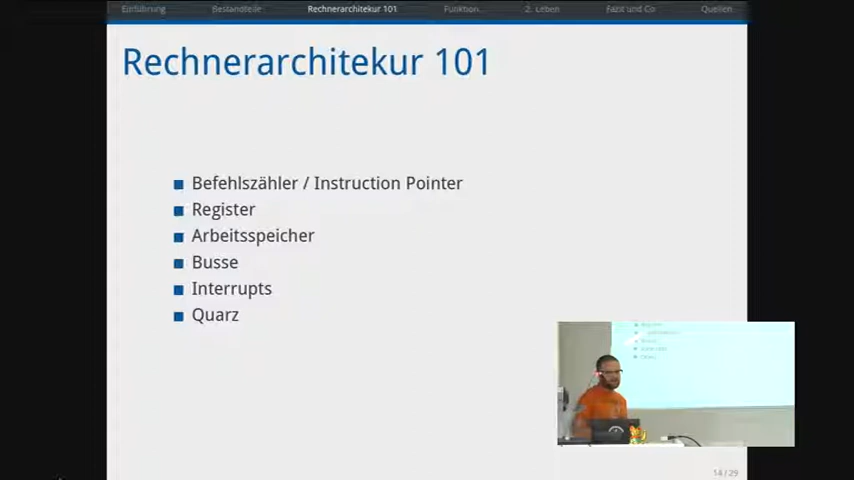 Einführung Bestandteile Rechnerarchitekur 101 Funktion 2. Leben Fazit und Co Quellen
Rechnerarchitekur 101
Befehlszähler / Instruction Pointer
Register
Arbeitsspeicher
Busse
Interrupts
Quarz
14 / 29